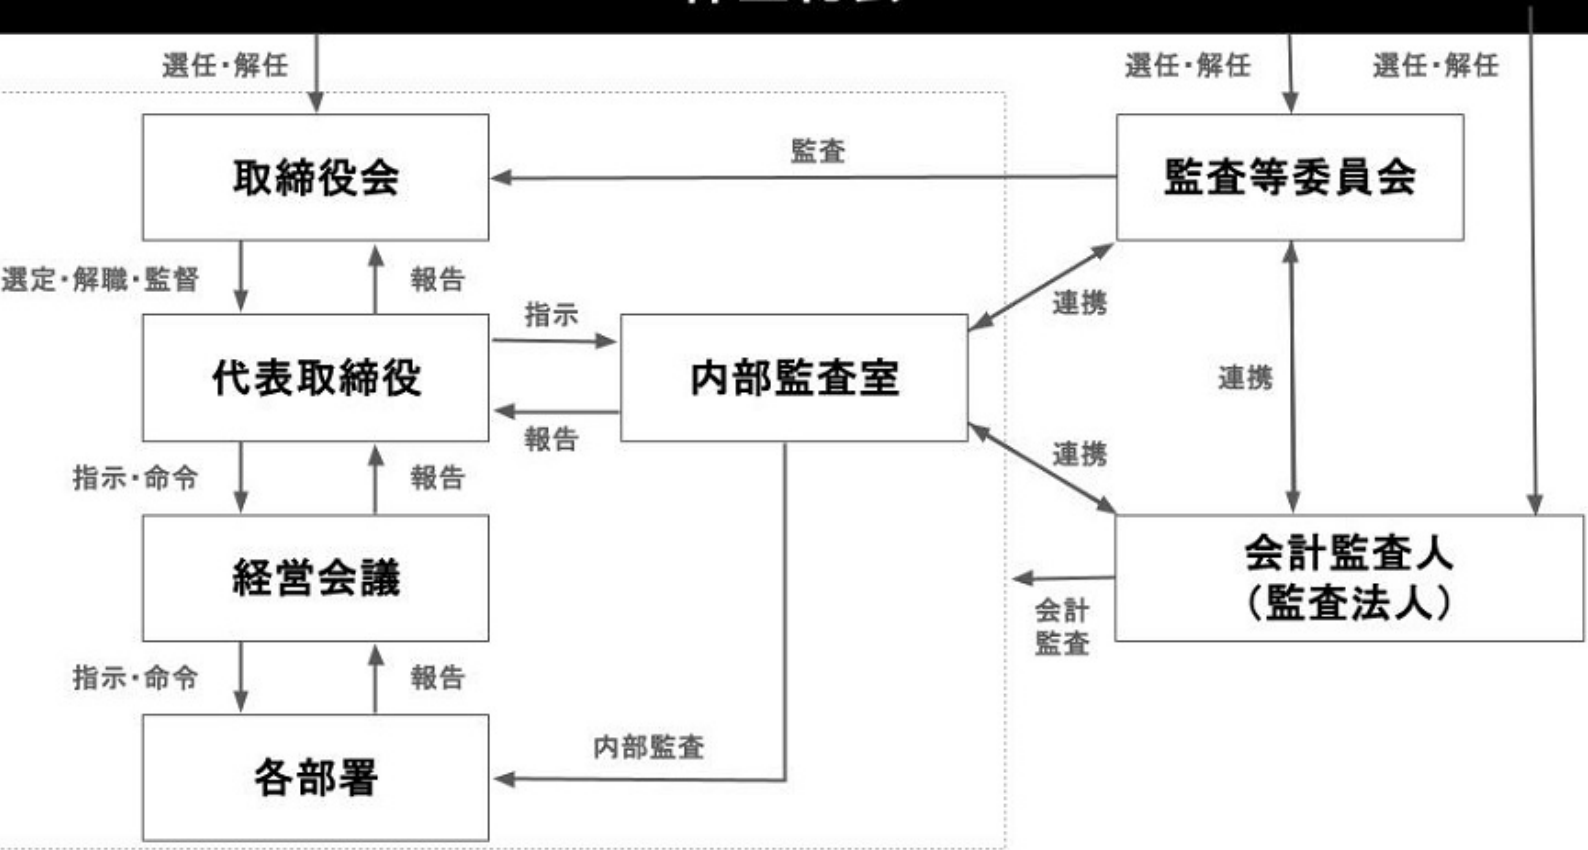 選任・解任
選任・解任
選任・解任
取締役会
監査
監査等委員会
選定・解職・監督
報告
指示
連携
代表取締役
内部監査室
連携
報告
連携
指示・命令
報告
経営会議
会計監査人
（監査法人）
会計
監査
指示・命令
報告
内部監査
各部署